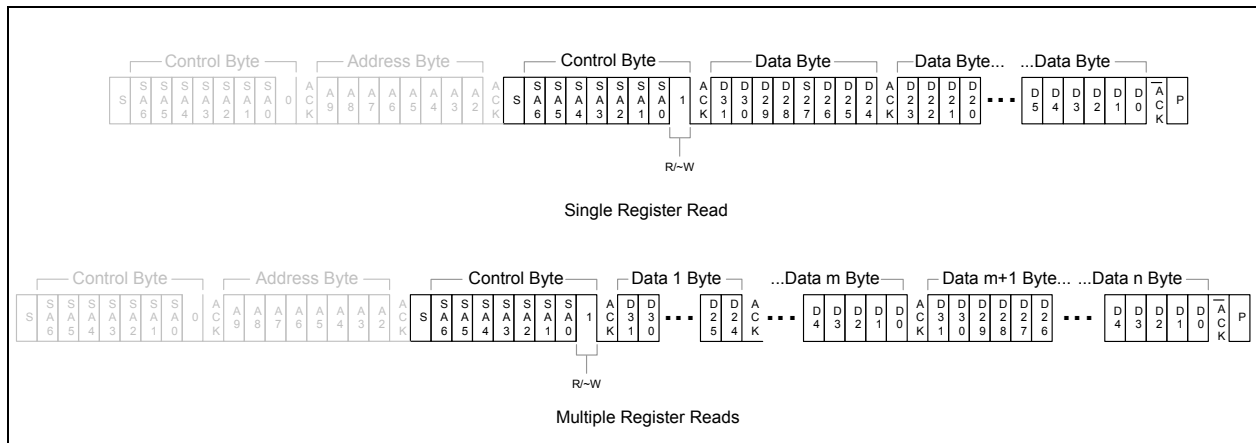 Control Byte Address Byte Control Byte Data Byte Data Byte... ...Data Byte
S SA6 SA5 SA4 SA3 SA2 SA1 SA0 0 ACK A9 A8 A7 A6 A5 A4 A3 A2 ACK S SA6 SA5 SA4 SA3 SA2 SA1 SA0 1 ACK D31 D30 D29 D28 S27 D26 D25 D24 ACK D23 D22 D21 D20 ... D5 D4 D3 D2 D1 D0 ACK P
R/~W
Single Register Read
Control Byte Address Byte Control Byte Data 1 Byte ...Data m Byte Data m+1 Byte... ...Data n Byte
S SA6 SA5 SA4 SA3 SA2 SA1 SA0 0 ACK A9 A8 A7 A6 A5 A4 A3 A2 ACK S SA6 SA5 SA4 SA3 SA2 SA1 SA0 1 ACK D31 D30 ... D25 D24 ACK ... D4 D3 D2 D1 D0 ACK D31 D30 D29 D28 D27 D26 ... D4 D3 D2 D1 D0 ACK P
R/~W
Multiple Register Reads